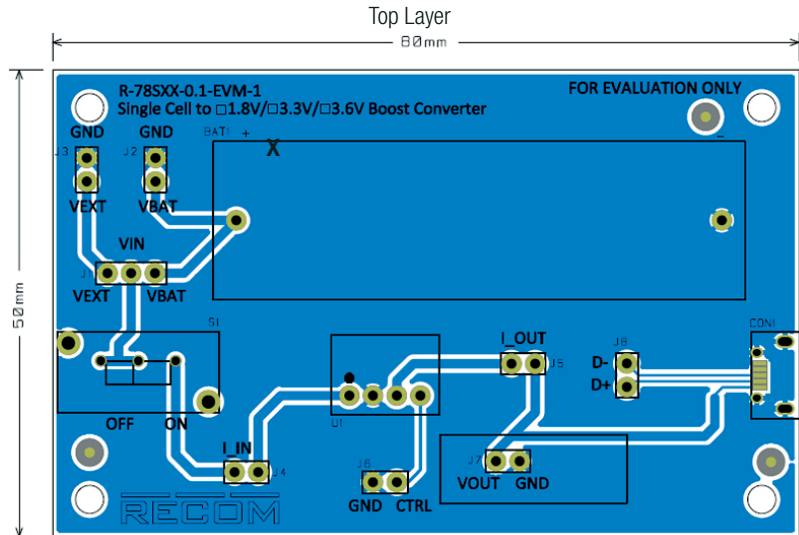 Top Layer
80mm
50mm
R-78SXX-0.1-EVM-1
Single Cell to □1.8V/□3.3V/□3.6V Boost Converter
FOR EVALUATION ONLY
GND
GND
BAT1 +
-
X
J3
J2
VEXT
VBAT
VIN
J1
VEXT
VBAT
S1
OFF
ON
I_IN
J4
U1
I_OUT
J5
J8
D-
D+
CON1
J6
GND
CTRL
J7
VOUT
GND
RECOM